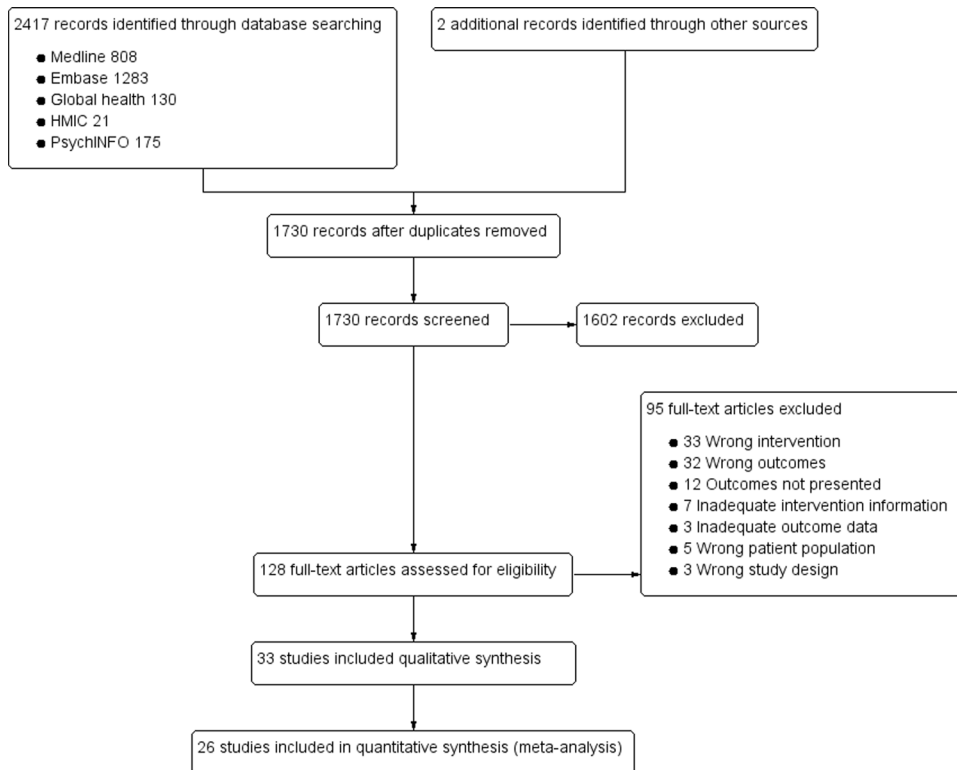 2417 records identified through database searching
● Medline 808
● Embase 1283
● Global health 130
● HMIC 21
● PsychINFO 175
2 additional records identified through other sources
1730 records after duplicates removed
1730 records screened
1602 records excluded
95 full-text articles excluded
● 33 Wrong intervention
● 32 Wrong outcomes
● 12 Outcomes not presented
● 7 Inadequate intervention information
● 3 Inadequate outcome data
● 5 Wrong patient population
● 3 Wrong study design
128 full-text articles assessed for eligibility
33 studies included qualitative synthesis
26 studies included in quantitative synthesis (meta-analysis)